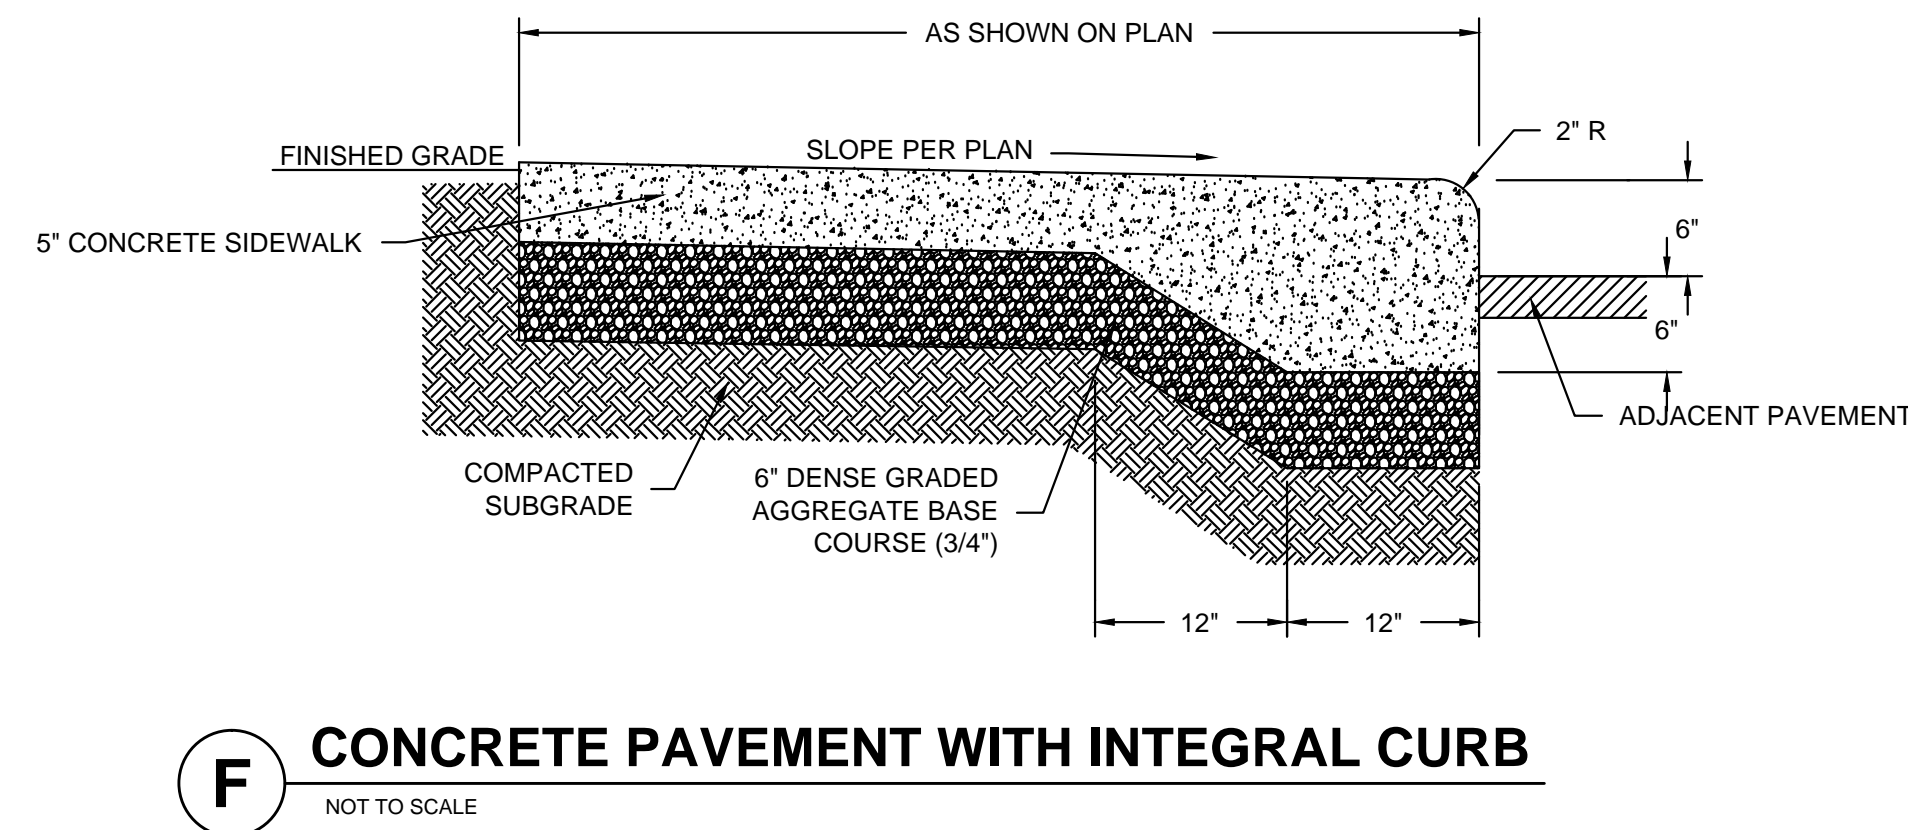 AS SHOWN ON PLAN
2" R
FINISHED GRADE
SLOPE PER PLAN
5" CONCRETE SIDEWALK
6"
6"
ADJACENT PAVEMENT
COMPACTED
SUBGRADE
6" DENSE GRADED
AGGREGATE BASE
COURSE (3/4")
12"
12"
F
CONCRETE PAVEMENT WITH INTEGRAL CURB
NOT TO SCALE